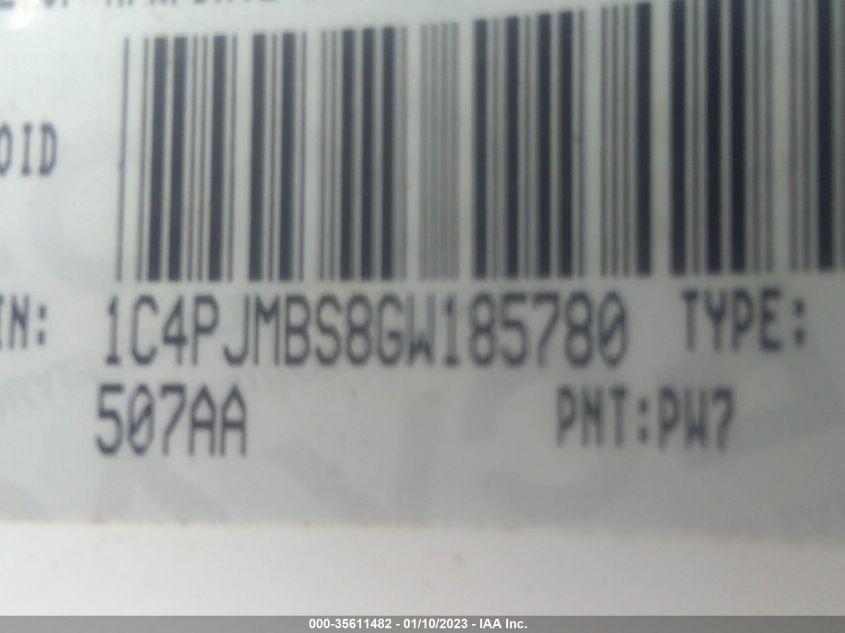 OID
IN: 1C4PJMBS8GW185780 TYPE:
507AA PNT:PW7
000-35611482 - 01/10/2023 - IAA Inc.